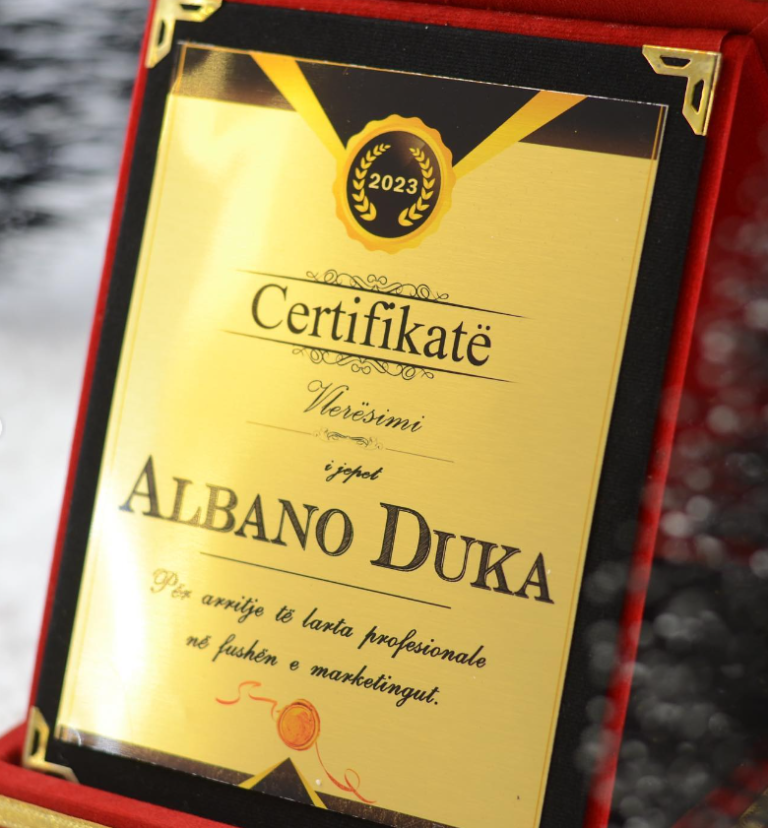 2023
Certifikatë
Vlerësimi
i jepet
ALBANO DUKA
Për arritje të larta profesionale
në fushën e marketingut.